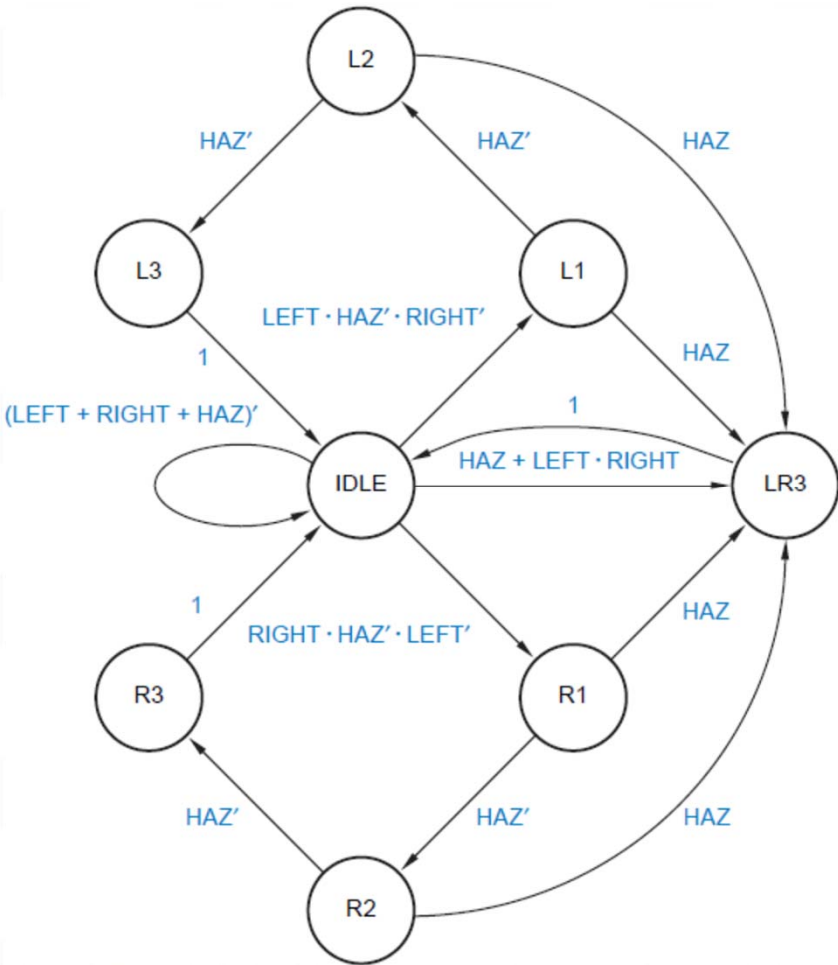 L2
HAZ′
HAZ′
HAZ
L3
L1
LEFT · HAZ′ · RIGHT′
1
HAZ
(LEFT + RIGHT + HAZ)′
1
HAZ + LEFT · RIGHT
IDLE
LR3
1
RIGHT · HAZ′ · LEFT′
HAZ
R3
R1
HAZ′
HAZ′
HAZ
R2